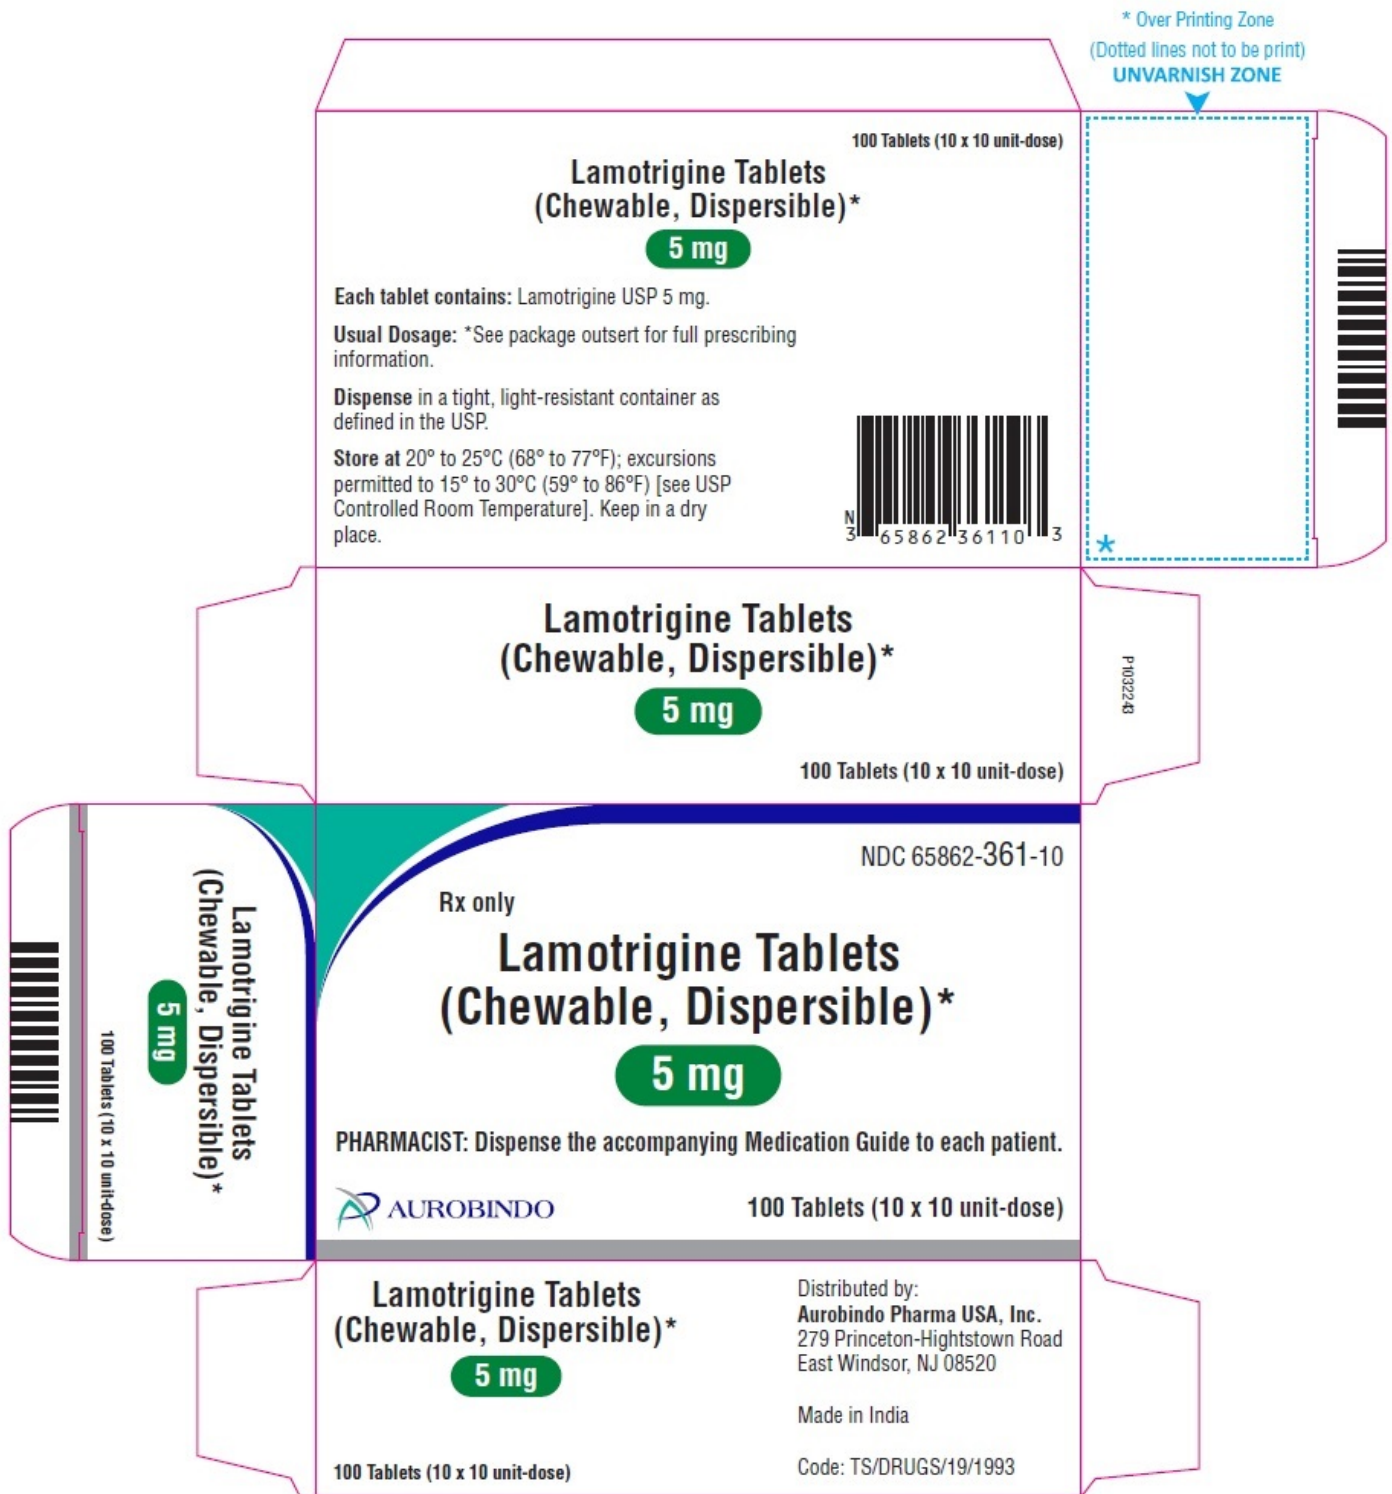 * Over Printing Zone
(Dotted lines not to be print)
UNVARNISH ZONE
100 Tablets (10 x 10 unit-dose)
Lamotrigine Tablets
(Chewable, Dispersible)*
5 mg
Each tablet contains: Lamotrigine USP 5 mg.
Usual Dosage: *See package outsert for full prescribing
information.
Dispense in a tight, light-resistant container as
defined in the USP.
Store at 20° to 25°C (68° to 77°F); excursions
permitted to 15° to 30°C (59° to 86°F) [see USP
Controlled Room Temperature]. Keep in a dry
place.
N
3 65862 36110 3
*
Lamotrigine Tablets
(Chewable, Dispersible)*
5 mg
100 Tablets (10 x 10 unit-dose)
P1032243
Lamotrigine Tablets
(Chewable, Dispersible)*
5 mg
100 Tablets (10 x 10 unit-dose)
NDC 65862-361-10
Rx only
Lamotrigine Tablets
(Chewable, Dispersible)*
5 mg
PHARMACIST: Dispense the accompanying Medication Guide to each patient.
AUROBINDO
100 Tablets (10 x 10 unit-dose)
Lamotrigine Tablets
(Chewable, Dispersible)*
5 mg
100 Tablets (10 x 10 unit-dose)
Distributed by:
Aurobindo Pharma USA, Inc.
279 Princeton-Hightstown Road
East Windsor, NJ 08520
Made in India
Code: TS/DRUGS/19/1993